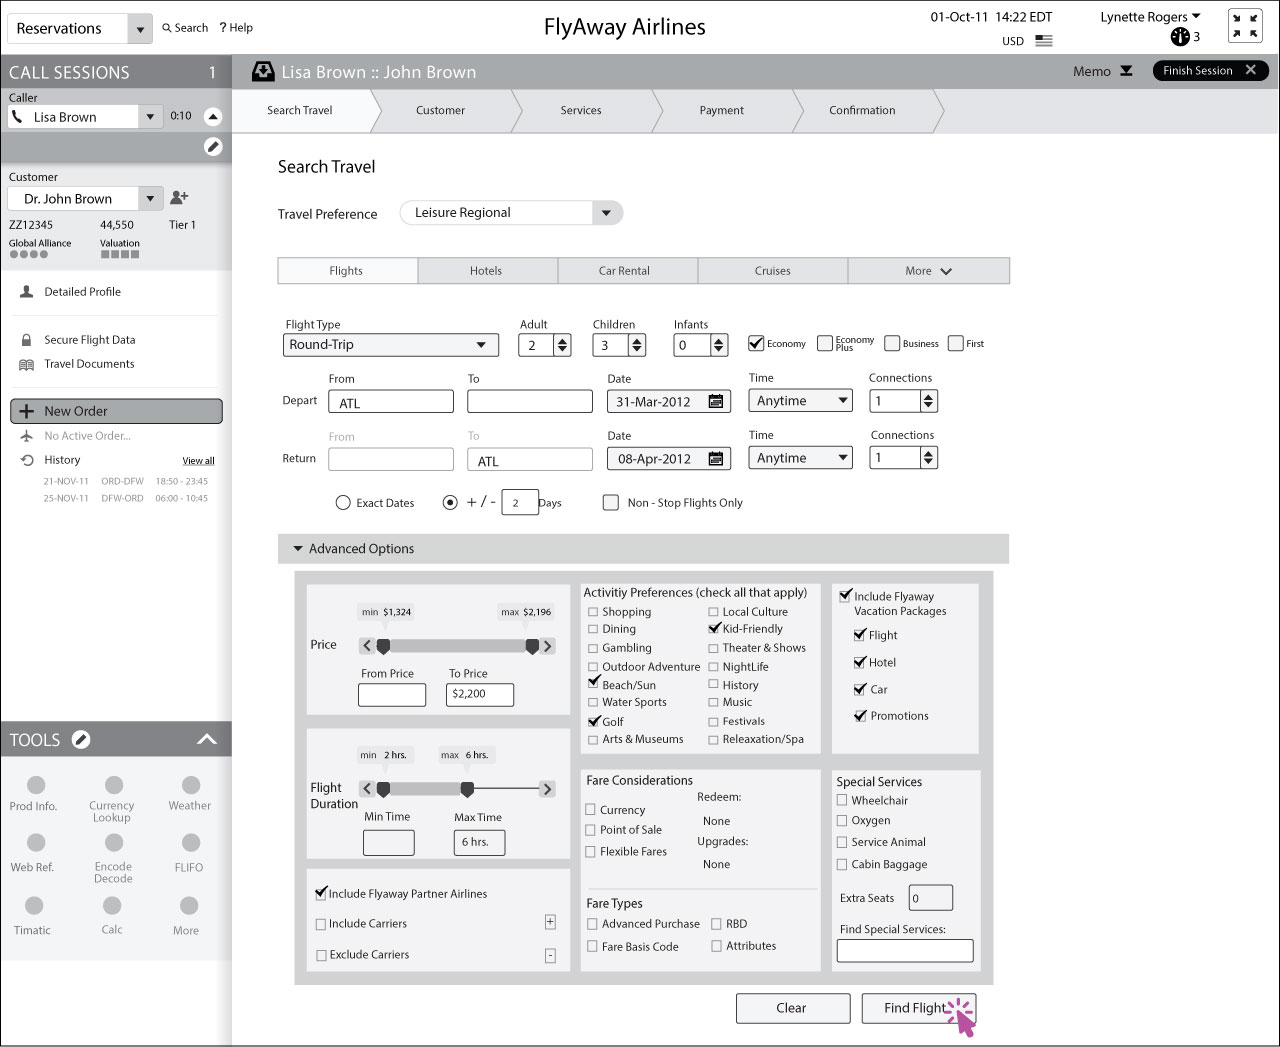 Reservations
Search
? Help
FlyAway Airlines
01-Oct-11 14:22 EDT
USD
Lynette Rogers
3
CALL SESSIONS 1
Caller
Lisa Brown
0:10
Customer
Dr. John Brown
ZZ12345 44,550 Tier 1
Global Alliance Valuation
Detailed Profile
Secure Flight Data
Travel Documents
New Order
No Active Order...
History View all
21-NOV-11 ORD-DFW 18:50 - 23:45
25-NOV-11 DFW-ORD 06:00 - 10:45
TOOLS
Prod Info.
Currency
Lookup
Weather
Web Ref.
Encode
Decode
FLIFO
Timatic
Calc
More
Lisa Brown :: John Brown
Memo
Finish Session
Search Travel
Customer
Services
Payment
Confirmation
Search Travel
Travel Preference
Leisure Regional
Flights
Hotels
Car Rental
Cruises
More
Flight Type Adult Children Infants
Round-Trip 2 3 0
Economy
Economy
Plus
Business
First
From To Date Time Connections
Depart ATL 31-Mar-2012 Anytime 1
From To Date Time Connections
Return ATL 08-Apr-2012 Anytime 1
Exact Dates
+ / - 2 Days
Non - Stop Flights Only
Advanced Options
min $1,324 max $2,196
Price
From Price To Price
$2,200
min 2 hrs. max 6 hrs.
Flight
Duration
Min Time Max Time
6 hrs.
Include Flyaway Partner Airlines
Include Carriers +
Exclude Carriers -
Activitiy Preferences (check all that apply)
Shopping Local Culture
Dining Kid-Friendly
Gambling Theater & Shows
Outdoor Adventure NightLife
Beach/Sun History
Water Sports Music
Golf Festivals
Arts & Museums Releaxation/Spa
Fare Considerations
Currency
Point of Sale
Flexible Fares
Redeem:
None
Upgrades:
None
Fare Types
Advanced Purchase RBD
Fare Basis Code Attributes
Include Flyaway
Vacation Packages
Flight
Hotel
Car
Promotions
Special Services
Wheelchair
Oxygen
Service Animal
Cabin Baggage
Extra Seats 0
Find Special Services:
Clear
Find Flight